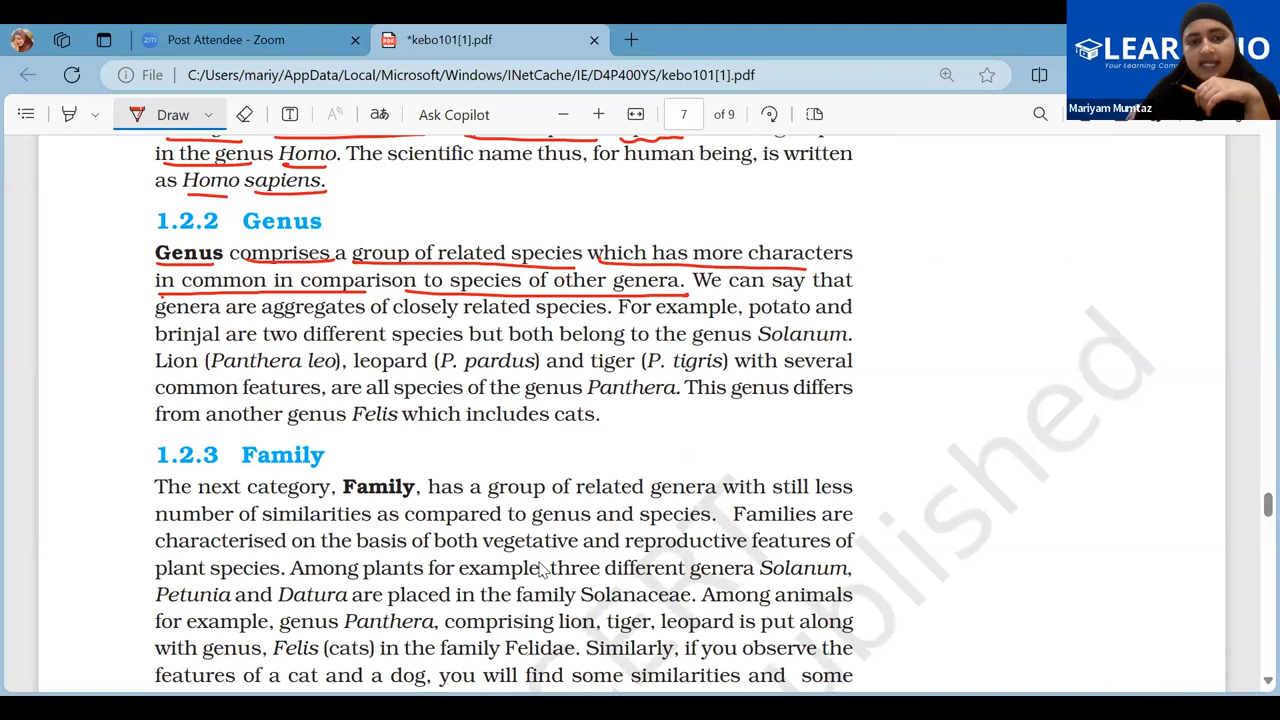 Post Attendee - Zoom
*kebo101[1].pdf
File
C:/Users/mariy/AppData/Local/Microsoft/Windows/INetCache/IE/D4P400YS/kebo101[1].pdf
LEAR
IO
Your Learning Com
Mariyam Mumtaz
Draw
Ask Copilot
7
of 9
in the genus Homo. The scientific name thus, for human being, is written
as Homo sapiens.
1.2.2 Genus
Genus comprises a group of related species which has more characters
in common in comparison to species of other genera. We can say that
genera are aggregates of closely related species. For example, potato and
brinjal are two different species but both belong to the genus Solanum.
Lion (Panthera leo), leopard (P. pardus) and tiger (P. tigris) with several
common features, are all species of the genus Panthera. This genus differs
from another genus Felis which includes cats.
1.2.3 Family
The next category, Family, has a group of related genera with still less
number of similarities as compared to genus and species. Families are
characterised on the basis of both vegetative and reproductive features of
plant species. Among plants for example, three different genera Solanum,
Petunia and Datura are placed in the family Solanaceae. Among animals
for example, genus Panthera, comprising lion, tiger, leopard is put along
with genus, Felis (cats) in the family Felidae. Similarly, if you observe the
features of a cat and a dog, you will find some similarities and some